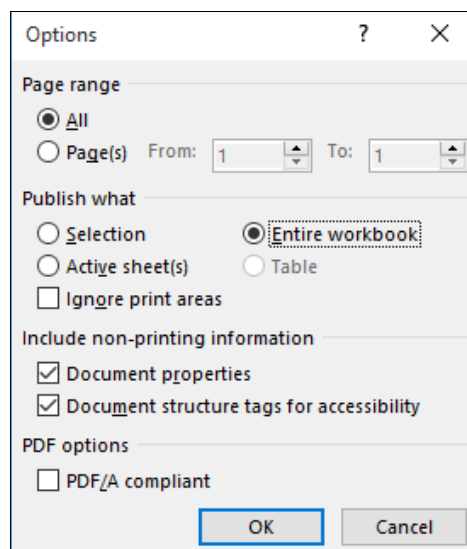 Options ?
Page range
All
Page(s) From: 1 To: 1
Publish what
Selection Entire workbook
Active sheet(s) Table
Ignore print areas
Include non-printing information
Document properties
Document structure tags for accessibility
PDF options
PDF/A compliant
OK Cancel